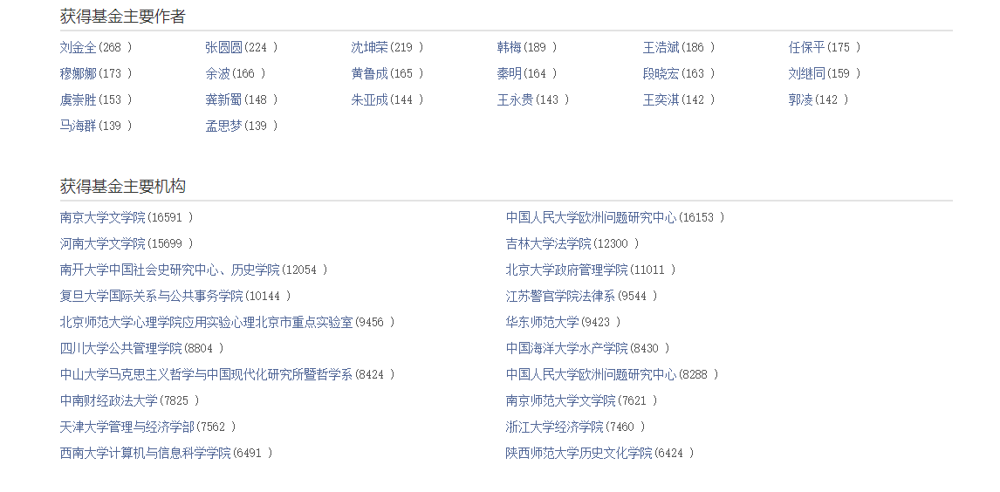 获得基金主要作者
刘金全(268 ) 张圆圆(224 ) 沈坤荣(219 ) 韩梅(189 ) 王浩斌(186 ) 任保平(175 )
穆娜娜(173 ) 余波(166 ) 黄鲁成(165 ) 秦明(164 ) 段晓宏(163 ) 刘继同(159 )
虞崇胜(153 ) 龚新蜀(148 ) 朱亚成(144 ) 王永贵(143 ) 王奕淇(142 ) 郭凌(142 )
马海群(139 ) 孟思梦(139 )
获得基金主要机构
南京大学文学院(16591 ) 中国人民大学欧洲问题研究中心(16153 )
河南大学文学院(15699 ) 吉林大学法学院(12300 )
南开大学中国社会史研究中心、历史学院(12054 ) 北京大学政府管理学院(11011 )
复旦大学国际关系与公共事务学院(10144 ) 江苏警官学院法律系(9544 )
北京师范大学心理学院应用实验心理北京市重点实验室(9456 ) 华东师范大学(9423 )
四川大学公共管理学院(8804 ) 中国海洋大学水产学院(8430 )
中山大学马克思主义哲学与中国现代化研究所暨哲学系(8424 ) 中国人民大学欧洲问题研究中心(8288 )
中南财经政法大学(7825 ) 南京师范大学文学院(7621 )
天津大学管理与经济学部(7562 ) 浙江大学经济学院(7460 )
西南大学计算机与信息科学学院(6491 ) 陕西师范大学历史文化学院(6424 )